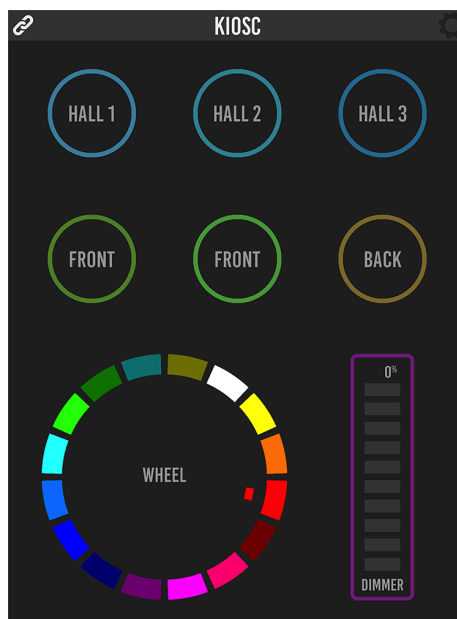 KIOSC
HALL 1
HALL 2
HALL 3
FRONT
FRONT
BACK
WHEEL
0%
DIMMER